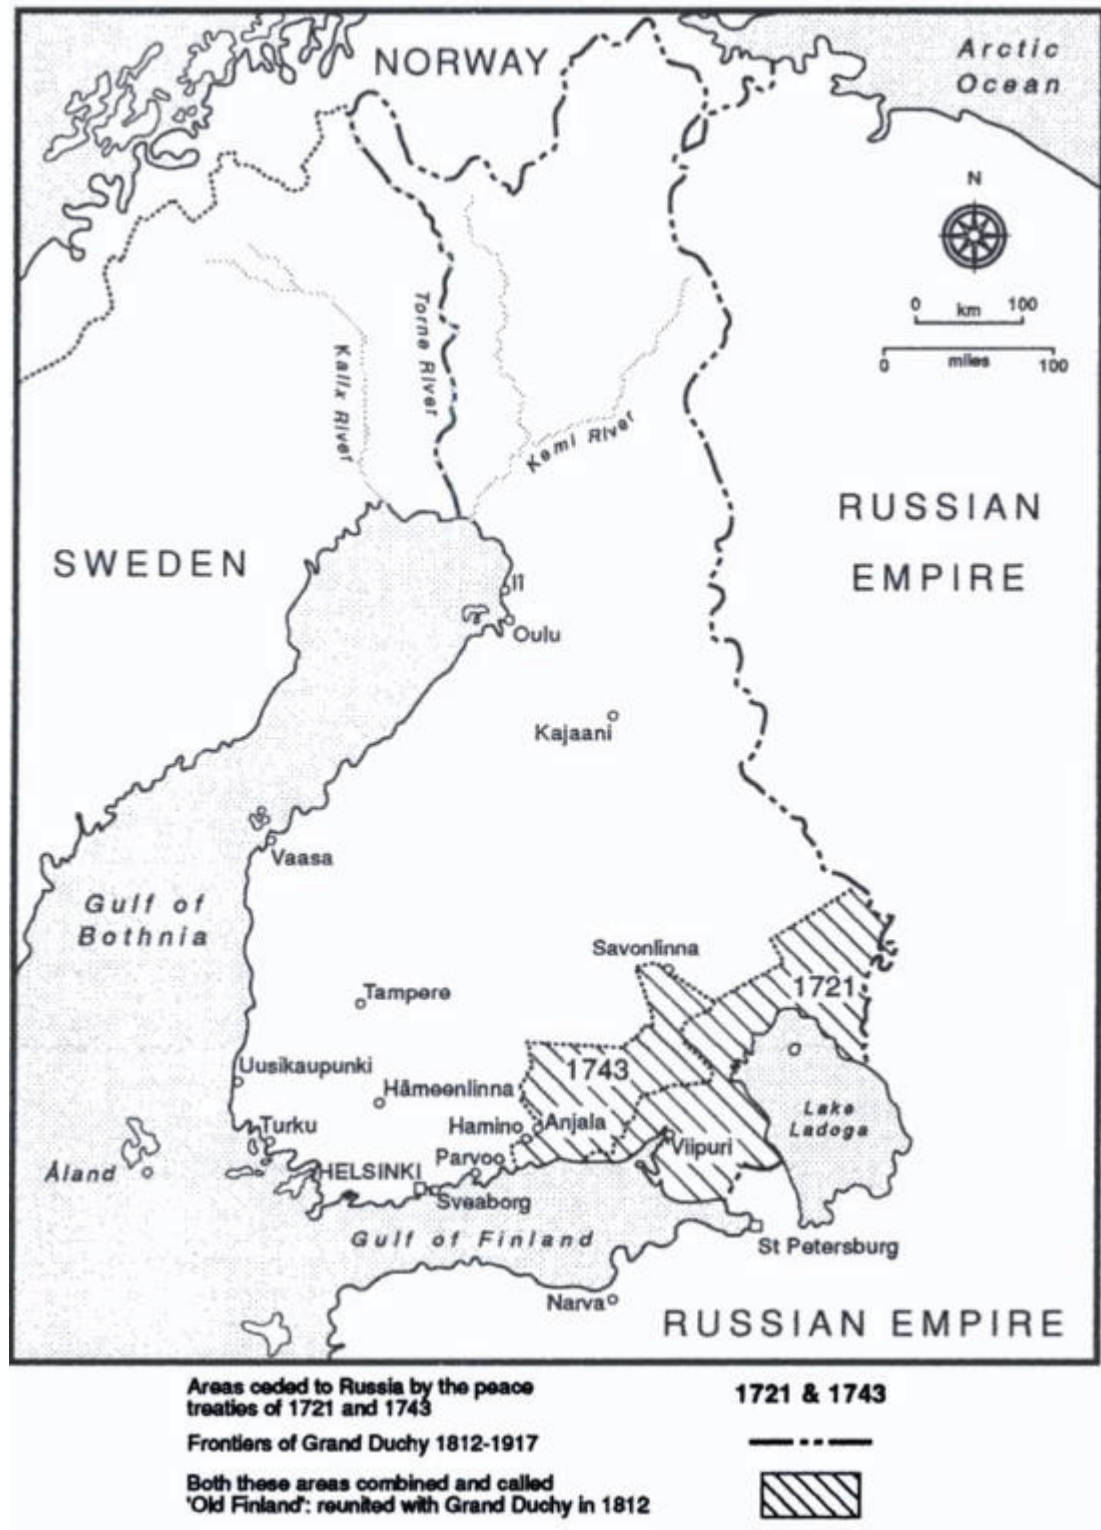 NORWAY
Arctic
Ocean
N
0 km 100
0 miles 100
Torne River
Kallx River
Kemi River
RUSSIAN
EMPIRE
SWEDEN
Ii
Oulu
Kajaani
Vaasa
Gulf of
Bothnia
Savonlinna
1721
Tampere
1743
Uusikaupunki
Hämeenlinna
Lake
Ladoga
Hamino
Anjala
Turku
Viipuri
Parvoo
Åland
HELSINKI
Sveaborg
Gulf of Finland
St Petersburg
Narva
RUSSIAN EMPIRE
Areas ceded to Russia by the peace
treaties of 1721 and 1743
1721 & 1743
Frontiers of Grand Duchy 1812-1917
Both these areas combined and called
'Old Finland': reunited with Grand Duchy in 1812